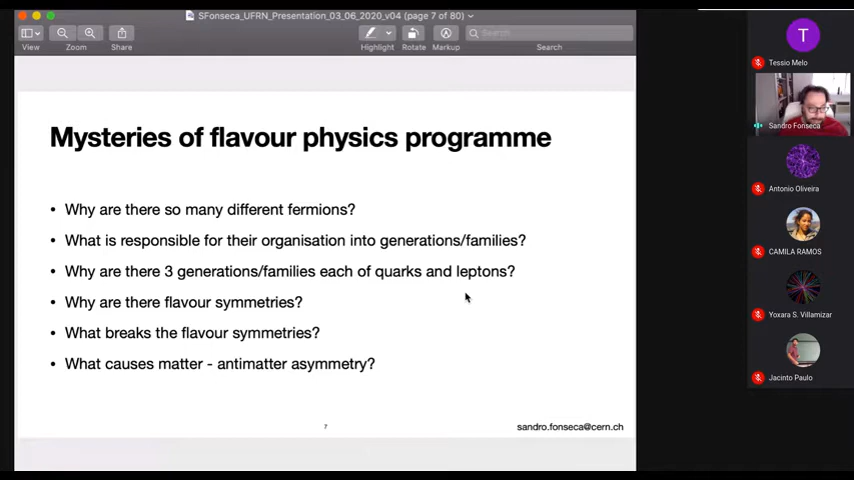 SFonseca_UFRN_Presentation_03_06_2020_v04 (page 7 of 80)
View
Zoom
Share
Highlight
Rotate
Markup
Search
Search
Mysteries of flavour physics programme
• Why are there so many different fermions?
• What is responsible for their organisation into generations/families?
• Why are there 3 generations/families each of quarks and leptons?
• Why are there flavour symmetries?
• What breaks the flavour symmetries?
• What causes matter - antimatter asymmetry?
7
sandro.fonseca@cern.ch
T
Tessio Melo
Sandro Fonseca
Antonio Oliveira
CAMILA RAMOS
Yoxara S. Villamizar
Jacinto Paulo